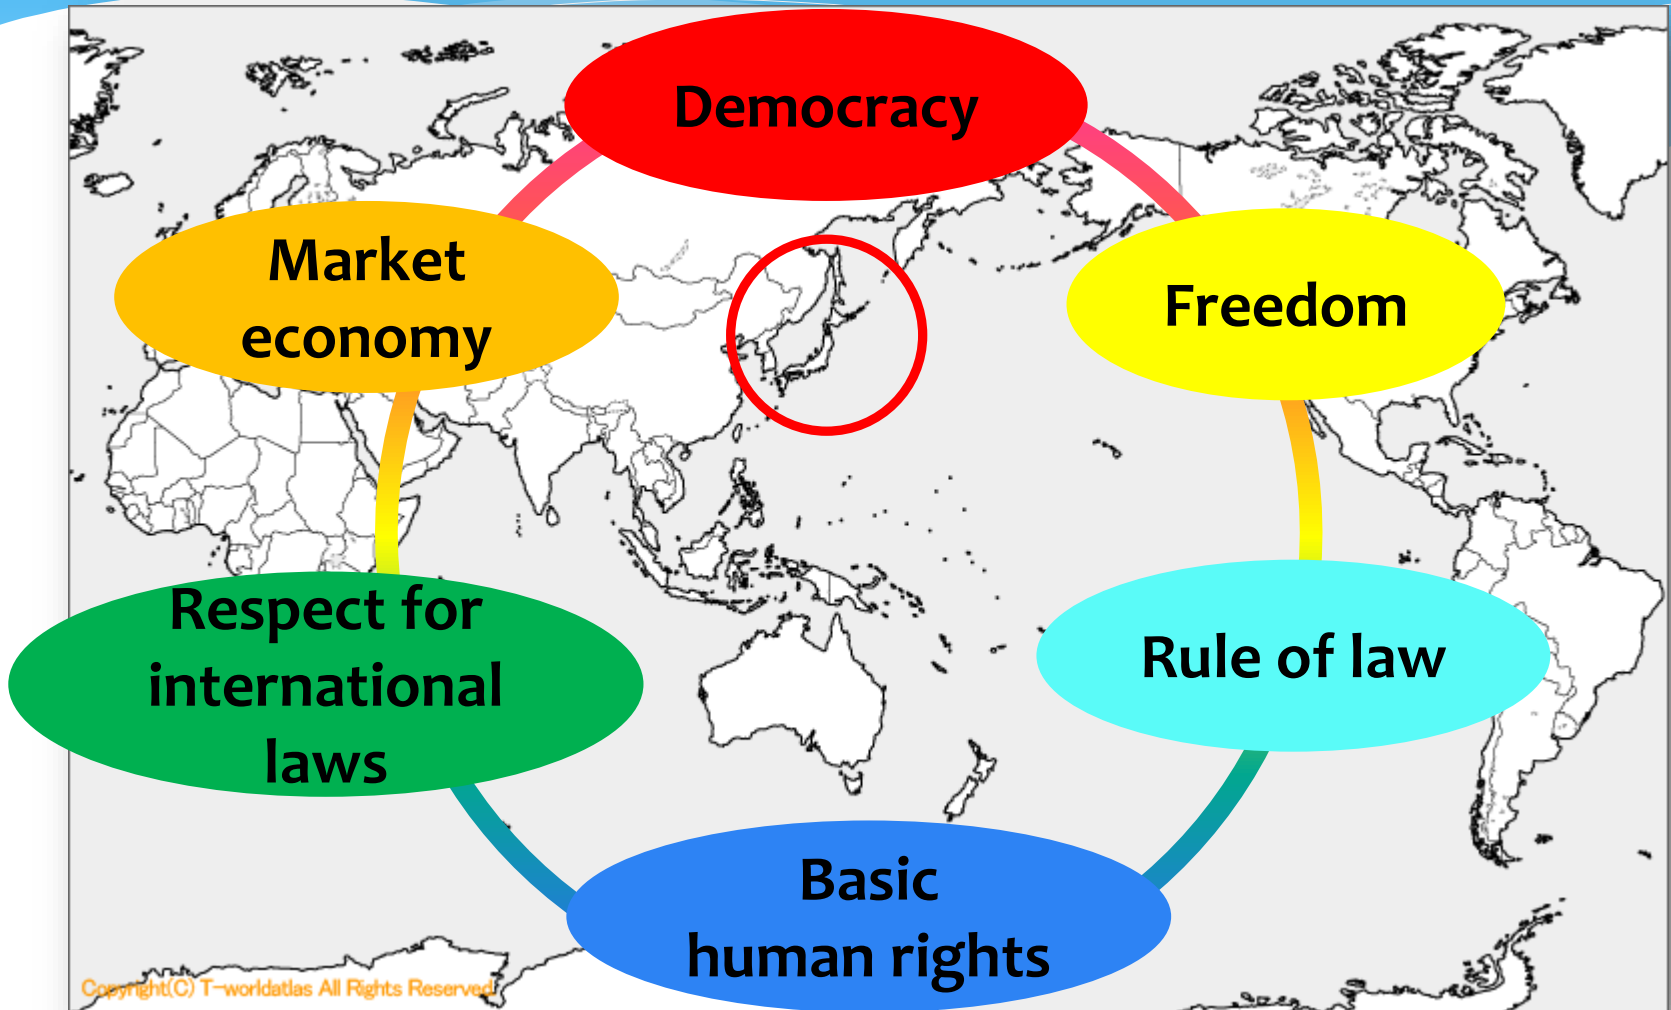 Democracy
Market
economy
Freedom
Respect for
international
laws
Rule of law
Basic
human rights
Copyright(C) T-worldatlas All Rights Reserved